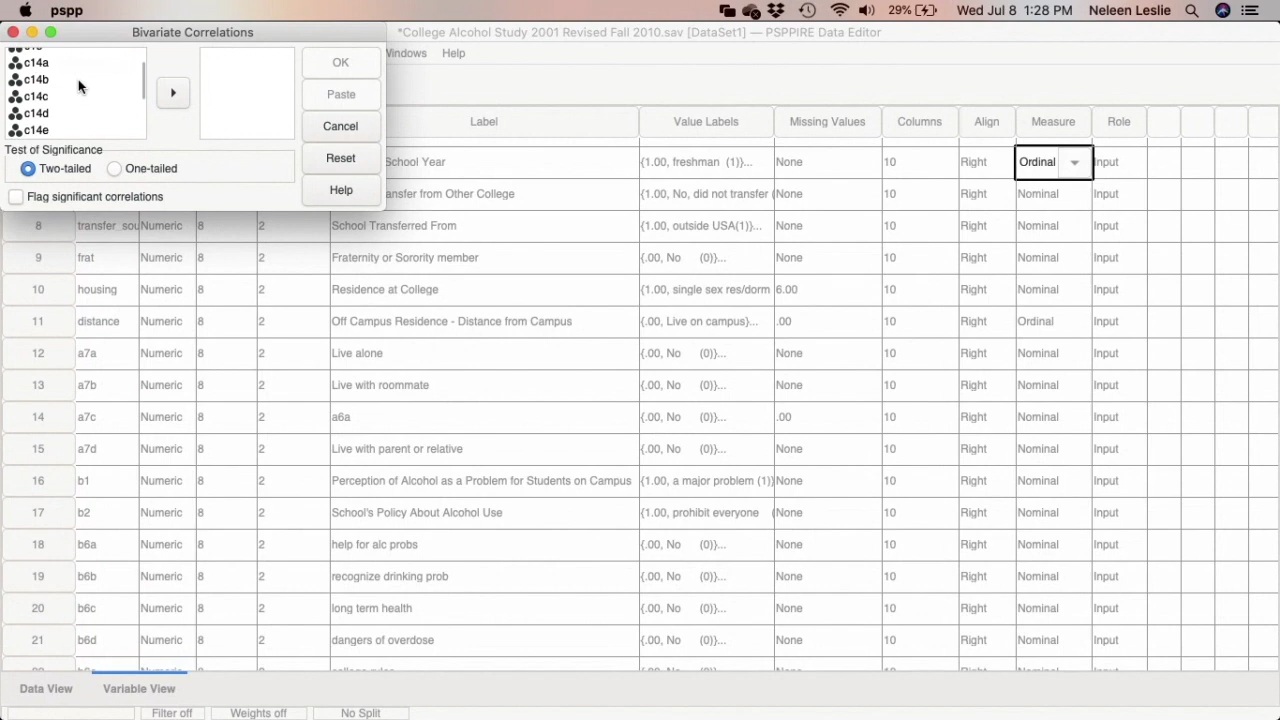 pspp
29%
Wed Jul 8 1:28 PM
Neleen Leslie
Bivariate Correlations
*College Alcohol Study 2001 Revised Fall 2010.sav [DataSet1] — PSPPIRE Data Editor
Windows Help
c14a
c14b
c14c
c14d
c14e
OK
Paste
Cancel
Reset
Help
Test of Significance
Two-tailed One-tailed
Flag significant correlations
Label Value Labels Missing Values Columns Align Measure Role
School Year {1.00, freshman (1)}... None 10 Right Ordinal Input
ansfer from Other College {1.00, No, did not transfer ( None 10 Right Nominal Input
8 transfer_sou Numeric 8 2 School Transferred From {1.00, outside USA(1)}... None 10 Right Nominal Input
9 frat Numeric 8 2 Fraternity or Sorority member {.00, No (0)}... None 10 Right Nominal Input
10 housing Numeric 8 2 Residence at College {1.00, single sex res/dorm 6.00 10 Right Nominal Input
11 distance Numeric 8 2 Off Campus Residence - Distance from Campus {.00, Live on campus}... .00 10 Right Ordinal Input
12 a7a Numeric 8 2 Live alone {.00, No (0)}... None 10 Right Nominal Input
13 a7b Numeric 8 2 Live with roommate {.00, No (0)}... None 10 Right Nominal Input
14 a7c Numeric 8 2 a6a {.00, No (0)}... .00 10 Right Nominal Input
15 a7d Numeric 8 2 Live with parent or relative {.00, No (0)}... None 10 Right Nominal Input
16 b1 Numeric 8 2 Perception of Alcohol as a Problem for Students on Campus {1.00, a major problem (1)} None 10 Right Nominal Input
17 b2 Numeric 8 2 School's Policy About Alcohol Use {1.00, prohibit everyone ( None 10 Right Nominal Input
18 b6a Numeric 8 2 help for alc probs {.00, No (0)}... None 10 Right Nominal Input
19 b6b Numeric 8 2 recognize drinking prob {.00, No (0)}... None 10 Right Nominal Input
20 b6c Numeric 8 2 long term health {.00, No (0)}... None 10 Right Nominal Input
21 b6d Numeric 8 2 dangers of overdose {.00, No (0)}... None 10 Right Nominal Input
Data View Variable View
Filter off Weights off No Split